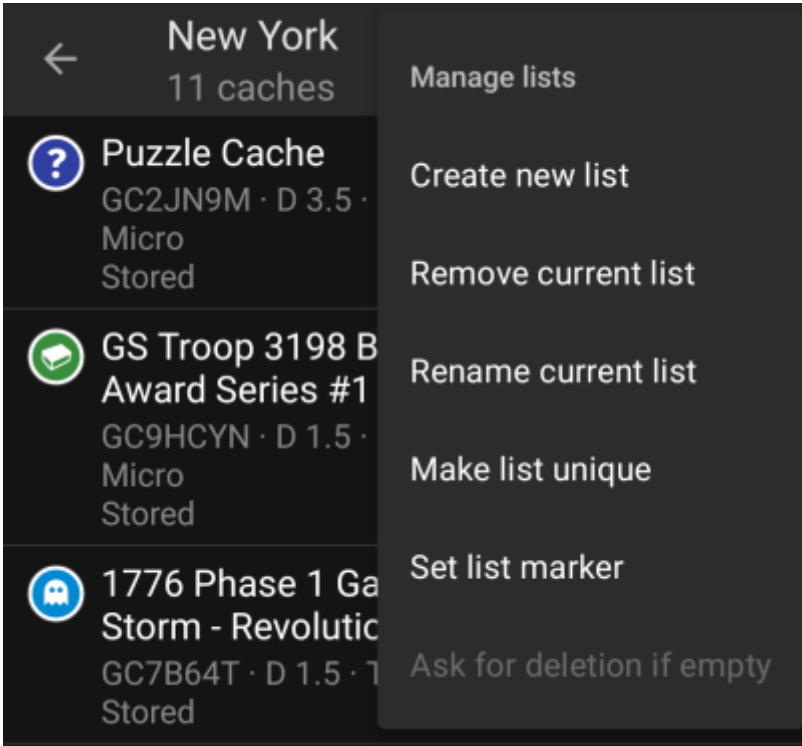 New York
11 caches
Puzzle Cache
GC2JN9M · D 3.5 ·
Micro
Stored
GS Troop 3198 B
Award Series #1
GC9HCYN · D 1.5 ·
Micro
Stored
1776 Phase 1 Ga
Storm - Revolutio
GC7B64T · D 1.5 · T
Stored
Manage lists
Create new list
Remove current list
Rename current list
Make list unique
Set list marker
Ask for deletion if empty